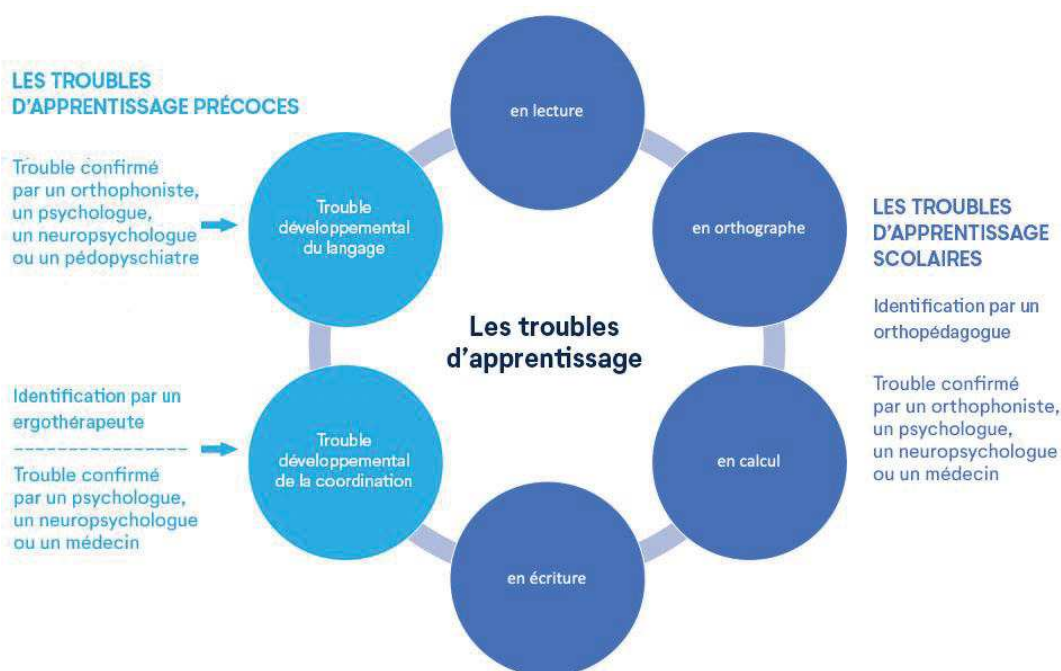 LES TROUBLES
D'APPRENTISSAGE PRÉCOCES
Trouble confirmé
par un orthophoniste,
un psychologue,
un neuropsychologue
ou un pédopyschiatre
Identification par un
ergothérapeute
Trouble confirmé
par un psychologue,
un neuropsychologue
ou un médecin
Trouble
développemental
du langage
Trouble
développemental
de la coordination
Les troubles
d'apprentissage
en lecture
en orthographe
en calcul
en écriture
LES TROUBLES
D'APPRENTISSAGE
SCOLAIRES
Identification par un
orthopédagogue
Trouble confirmé
par un orthophoniste,
un psychologue,
un neuropsychologue
ou un médecin